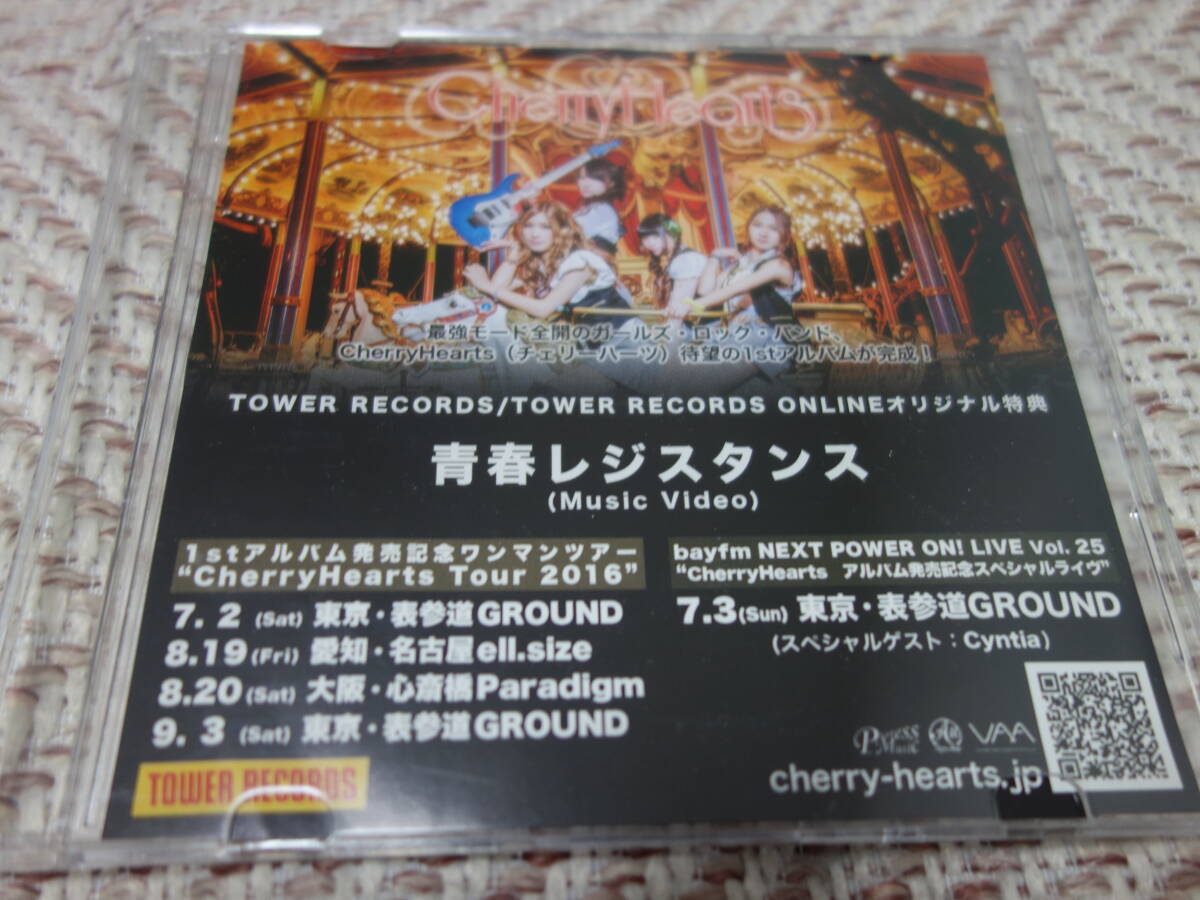 CherryHearts
最強モード全開のガールズ・ロック・バンド、
CherryHearts（チェリーハーツ）待望の1stアルバムが完成！
TOWER RECORDS/TOWER RECORDS ONLINEオリジナル特典
青春レジスタンス
(Music Video)
1stアルバム発売記念ワンマンツアー
“CherryHearts Tour 2016”
7. 2 (Sat) 東京・表参道GROUND
8.19 (Fri) 愛知・名古屋ell.size
8.20 (Sat) 大阪・心斎橋Paradigm
9. 3 (Sat) 東京・表参道GROUND
bayfm NEXT POWER ON! LIVE Vol. 25
“CherryHearts アルバム発売記念スペシャルライヴ”
7.3(Sun) 東京・表参道GROUND
(スペシャルゲスト：Cyntia)
VAA
cherry-hearts.jp
TOWER RECORDS